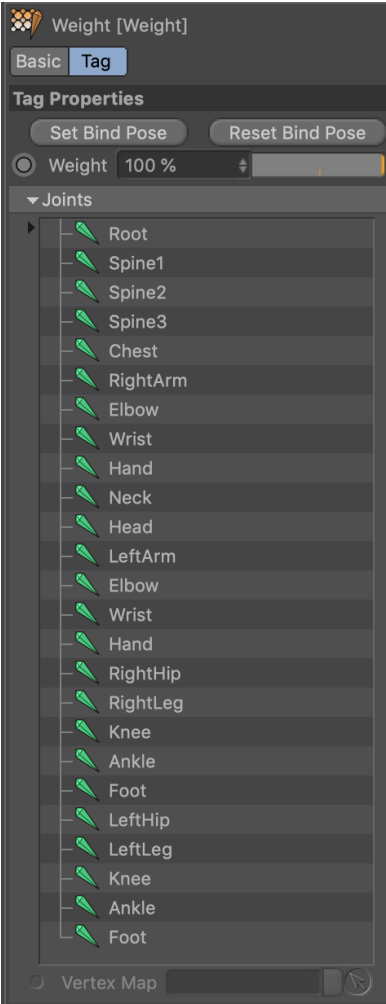 Weight [Weight]
Basic Tag
Tag Properties
Set Bind Pose Reset Bind Pose
Weight 100 %
Joints
Root
Spine1
Spine2
Spine3
Chest
RightArm
Elbow
Wrist
Hand
Neck
Head
LeftArm
Elbow
Wrist
Hand
RightHip
RightLeg
Knee
Ankle
Foot
LeftHip
LeftLeg
Knee
Ankle
Foot
Vertex Map